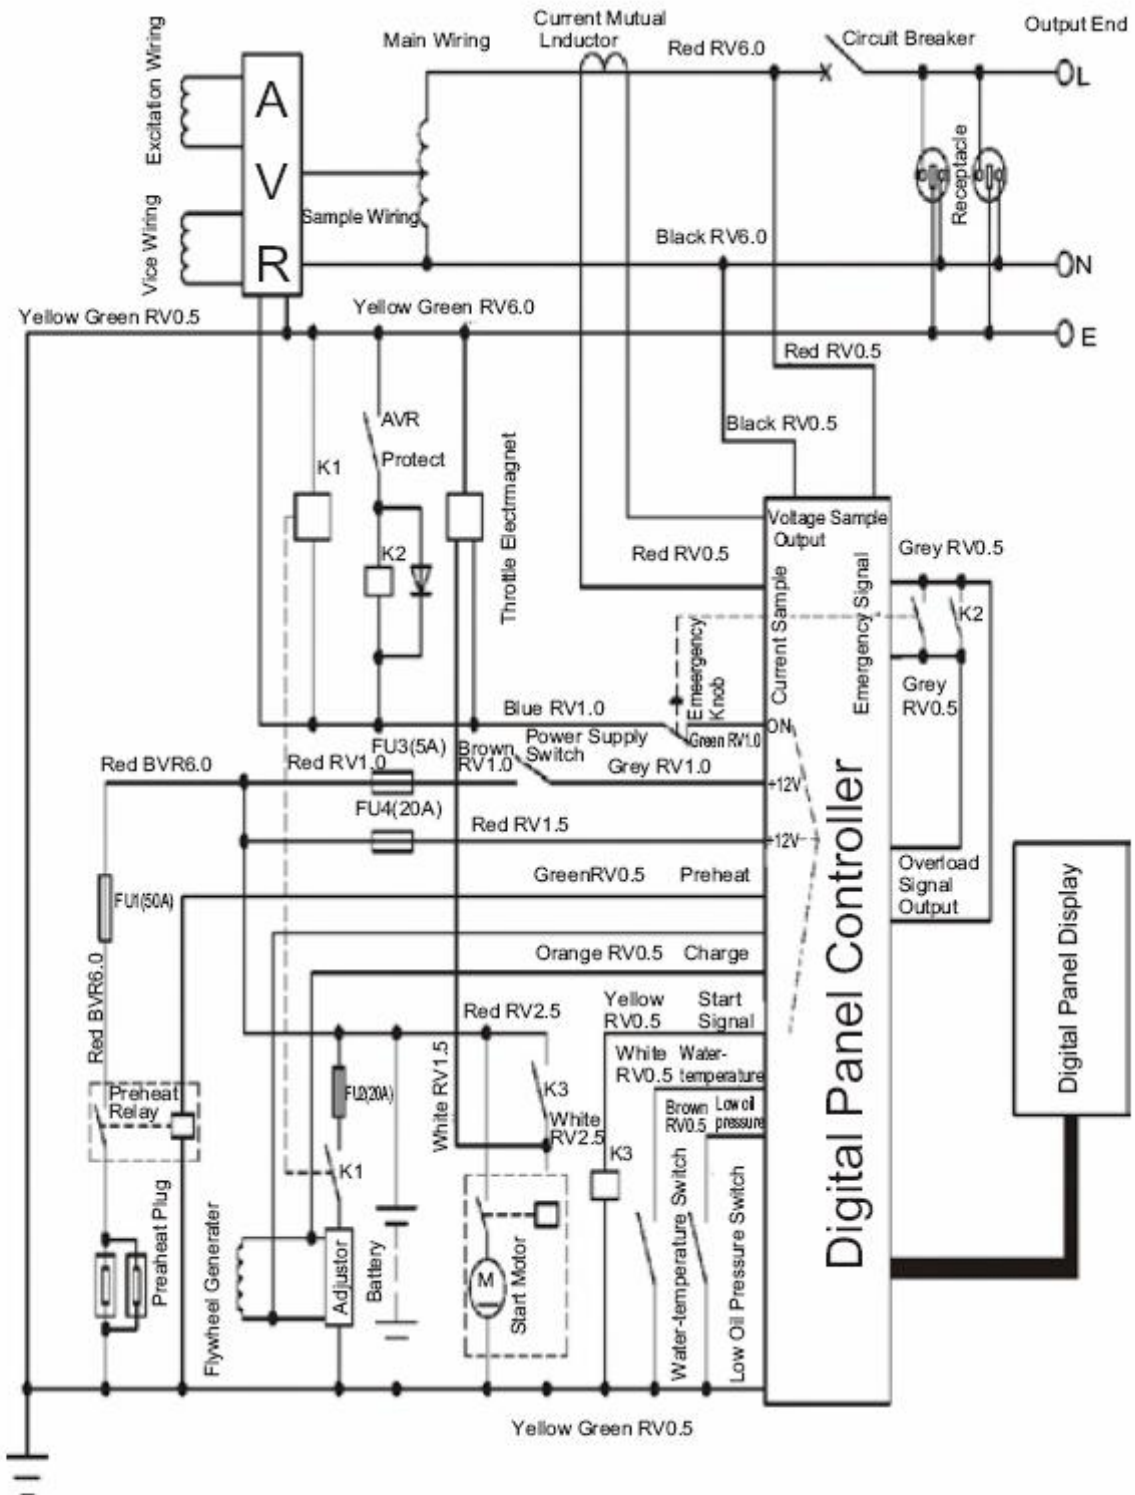 Current Mutual
Lnductor
Main Wiring
Red RV6.0
Circuit Breaker
Output End
Excitation Wiring
A
V
R
L
Receptacle
Vice Wiring
Sample Wiring
Black RV6.0
N
Yellow Green RV0.5
Yellow Green RV6.0
E
Red RV0.5
Black RV0.5
AVR
Protect
K1
Throttle Electrmagnet
Voltage Sample
Output
Red RV0.5
Grey RV0.5
K2
Current Sample
Emergency Signal
K2
Emeergency
Knob
Grey
RV0.5
Blue RV1.0
ON
Green RV1.0
FU3(5A)
Power Supply
Switch
Red BVR6.0
Red RV1.0
Brown
RV1.0
Grey RV1.0
+12V
FU4(20A)
Red RV1.5
+12V
Digital Panel Controller
Overload
Signal
Output
Digital Panel Display
GreenRV0.5
Preheat
FU1(50A)
Orange RV0.5
Charge
Red BVR6.0
Red RV2.5
Yellow
RV0.5
Start
Signal
White RV1.5
White
RV0.5
Water-
temperature
Preheat
Relay
FU2(20A)
K3
White
RV2.5
Brown
RV0.5
Low oil
pressure
K1
K3
Preaheat Plug
Flywheel Generater
Adjustor
Battery
M
Start Motor
Water-temperature Switch
Low Oil Pressure Switch
Yellow Green RV0.5